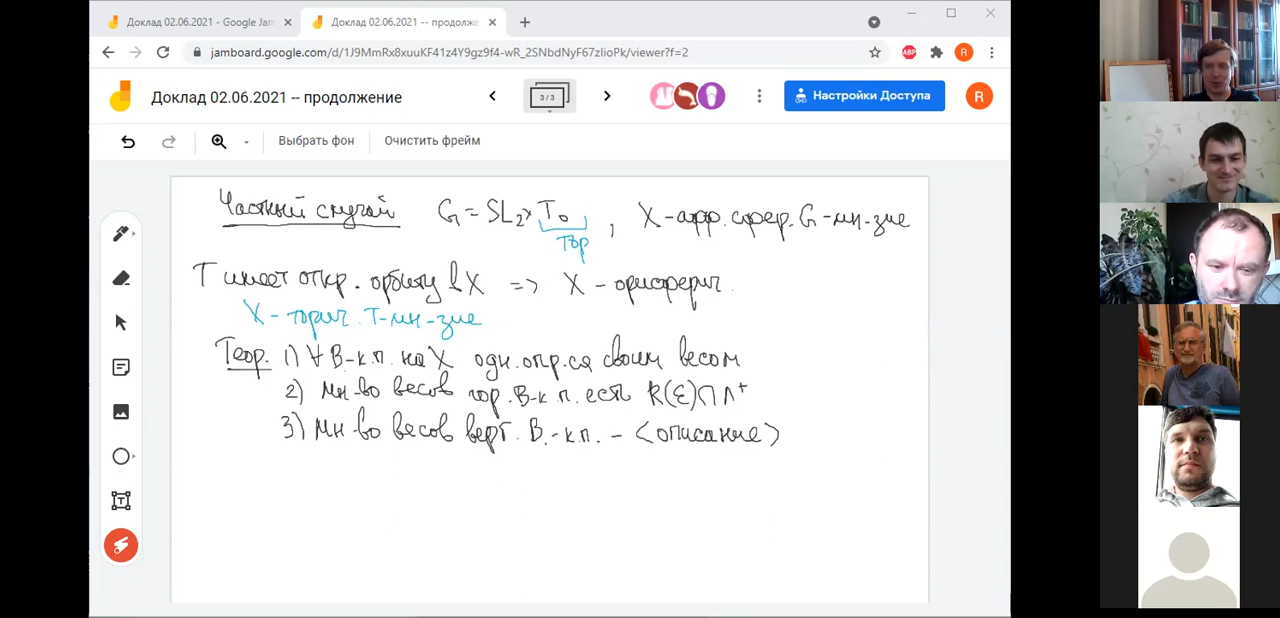 Доклад 02.06.2021 - Google Jam
Доклад 02.06.2021 -- продолже
jamboard.google.com/d/1J9MmRx8xuuKF41z4Y9gz9f4-wR_2SNbdNyF67zIioPk/viewer?f=2
ABP
R
Доклад 02.06.2021 -- продолжение
3/3
Настройки Доступа
R
Выбрать фон
Очистить фрейм
Частный случай G = SL₂ × T₀, X - афф. сфер. G-мн-зие
тор
T имеет откр. орбиту в X => X - орисферич.
X - торич. T-мн-зие
Теор. 1) ∀ B-к.п. на X одн. опр-ся своим весом
2) мн-во весов гор. B-к.п. есть R(ε)∩Λ⁺
3) Мн-во весов верт. B.-к.п. - <описание>